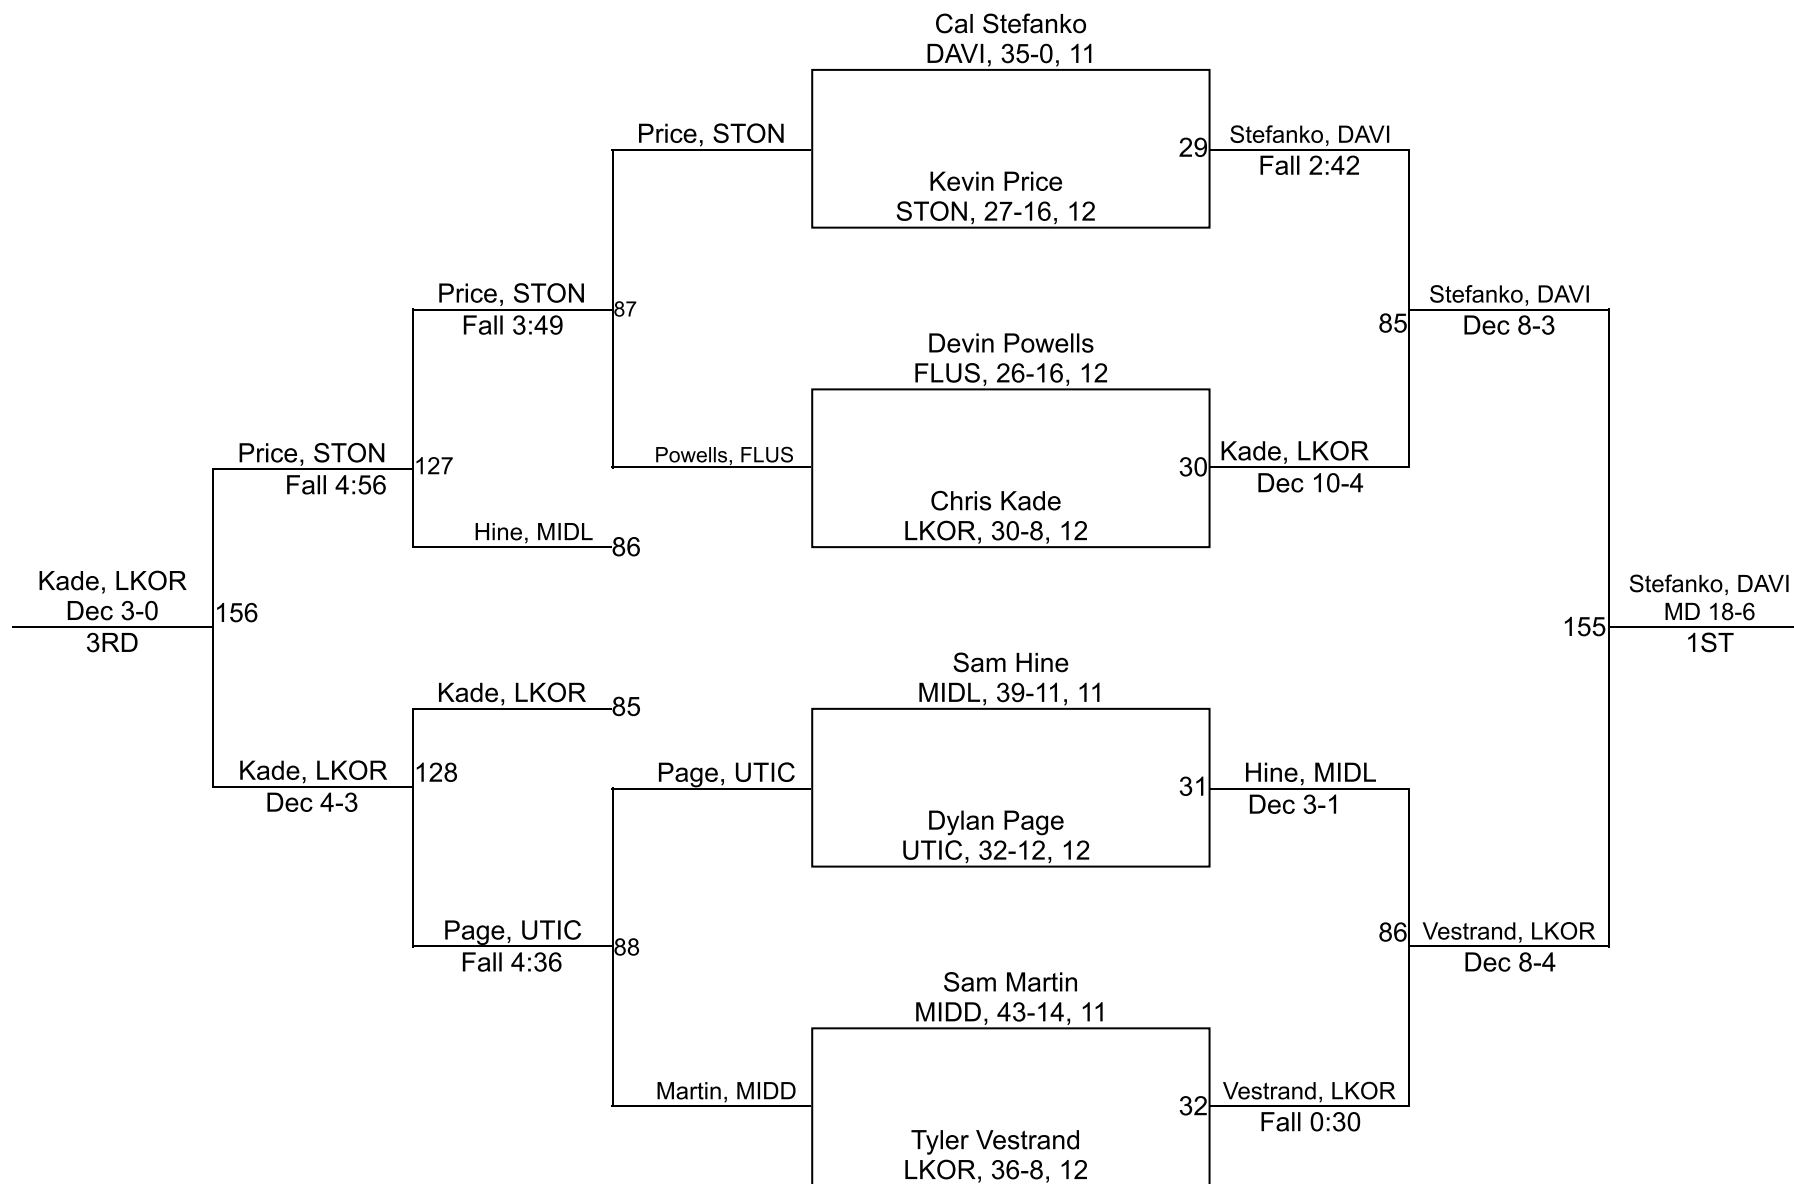 Cal Stefanko
DAVI, 35-0, 11
Price, STON
29
Stefanko, DAVI
Fall 2:42
Kevin Price
STON, 27-16, 12
Price, STON
Fall 3:49
87
Stefanko, DAVI
Dec 8-3
85
Devin Powells
FLUS, 26-16, 12
Price, STON
Fall 4:56
127
Powells, FLUS
30
Kade, LKOR
Dec 10-4
Chris Kade
LKOR, 30-8, 12
Hine, MIDL
86
Kade, LKOR
Dec 3-0
3RD
156
155
Stefanko, DAVI
MD 18-6
1ST
Sam Hine
MIDL, 39-11, 11
Kade, LKOR
85
Kade, LKOR
Dec 4-3
128
Page, UTIC
31
Hine, MIDL
Dec 3-1
Dylan Page
UTIC, 32-12, 12
Page, UTIC
Fall 4:36
88
86
Vestrand, LKOR
Dec 8-4
Sam Martin
MIDD, 43-14, 11
Martin, MIDD
32
Vestrand, LKOR
Fall 0:30
Tyler Vestrand
LKOR, 36-8, 12